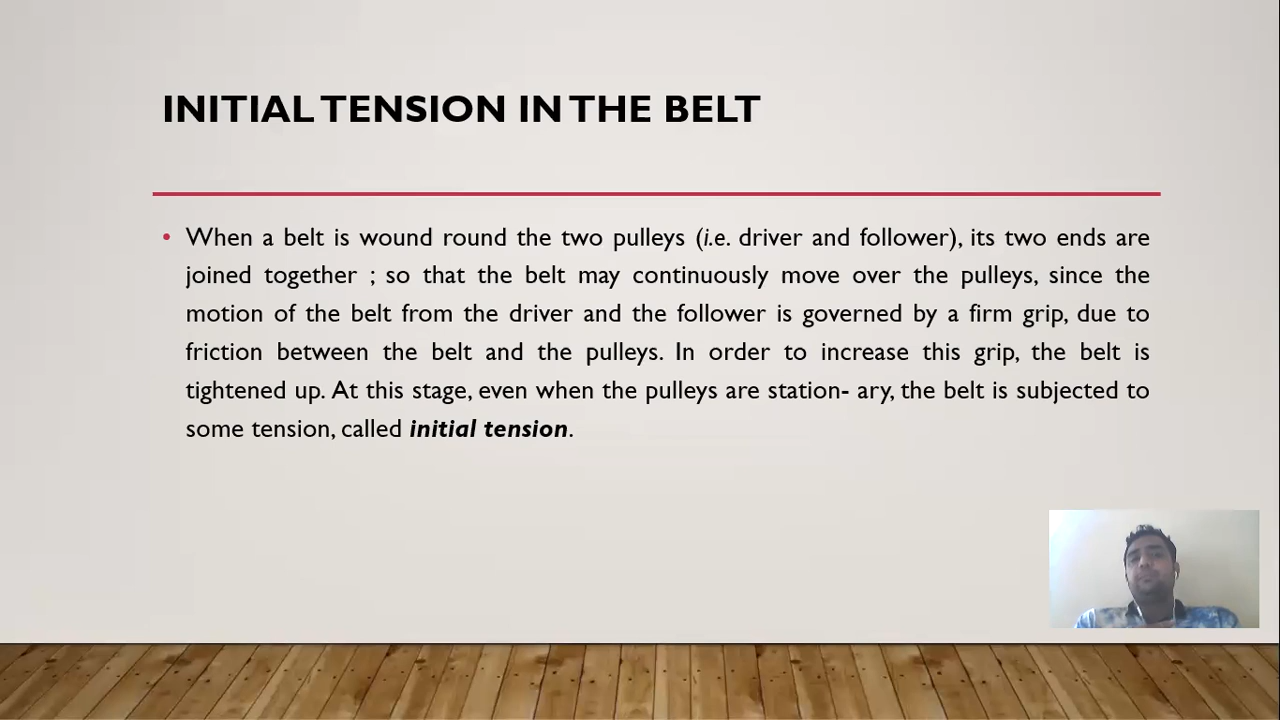 INITIAL TENSION IN THE BELT
• When a belt is wound round the two pulleys (i.e. driver and follower), its two ends are
joined together ; so that the belt may continuously move over the pulleys, since the
motion of the belt from the driver and the follower is governed by a firm grip, due to
friction between the belt and the pulleys. In order to increase this grip, the belt is
tightened up. At this stage, even when the pulleys are station- ary, the belt is subjected to
some tension, called initial tension.